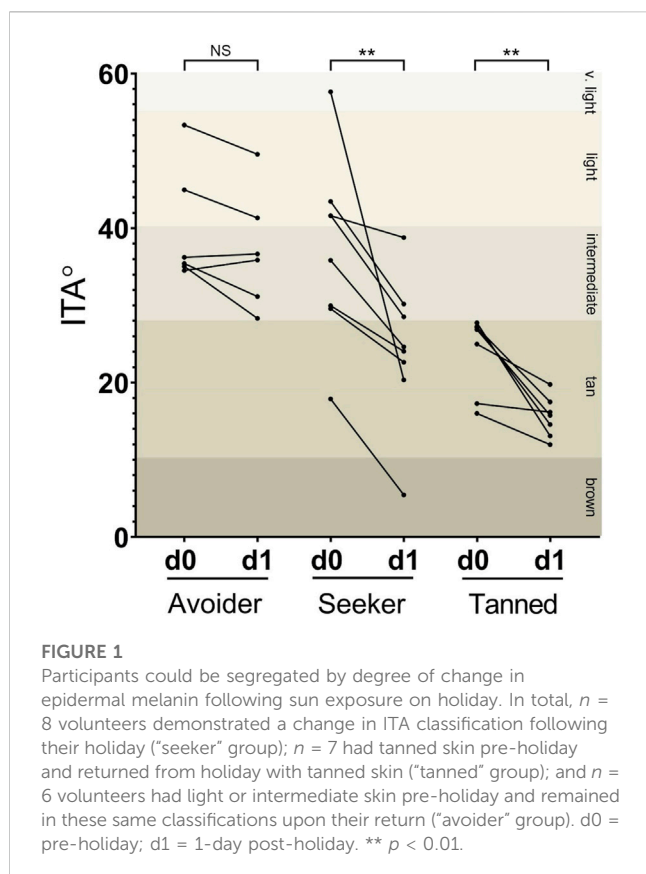 NS
**
**
60
v. light
light
40
intermediate
ITA°
20
tan
brown
0
d0 d1 d0 d1 d0 d1
Avoider Seeker Tanned
FIGURE 1
Participants could be segregated by degree of change in
epidermal melanin following sun exposure on holiday. In total, n =
8 volunteers demonstrated a change in ITA classification following
their holiday (“seeker” group); n = 7 had tanned skin pre-holiday
and returned from holiday with tanned skin (“tanned” group); and n =
6 volunteers had light or intermediate skin pre-holiday and remained
in these same classifications upon their return (“avoider” group). d0 =
pre-holiday; d1 = 1-day post-holiday. ** p < 0.01.